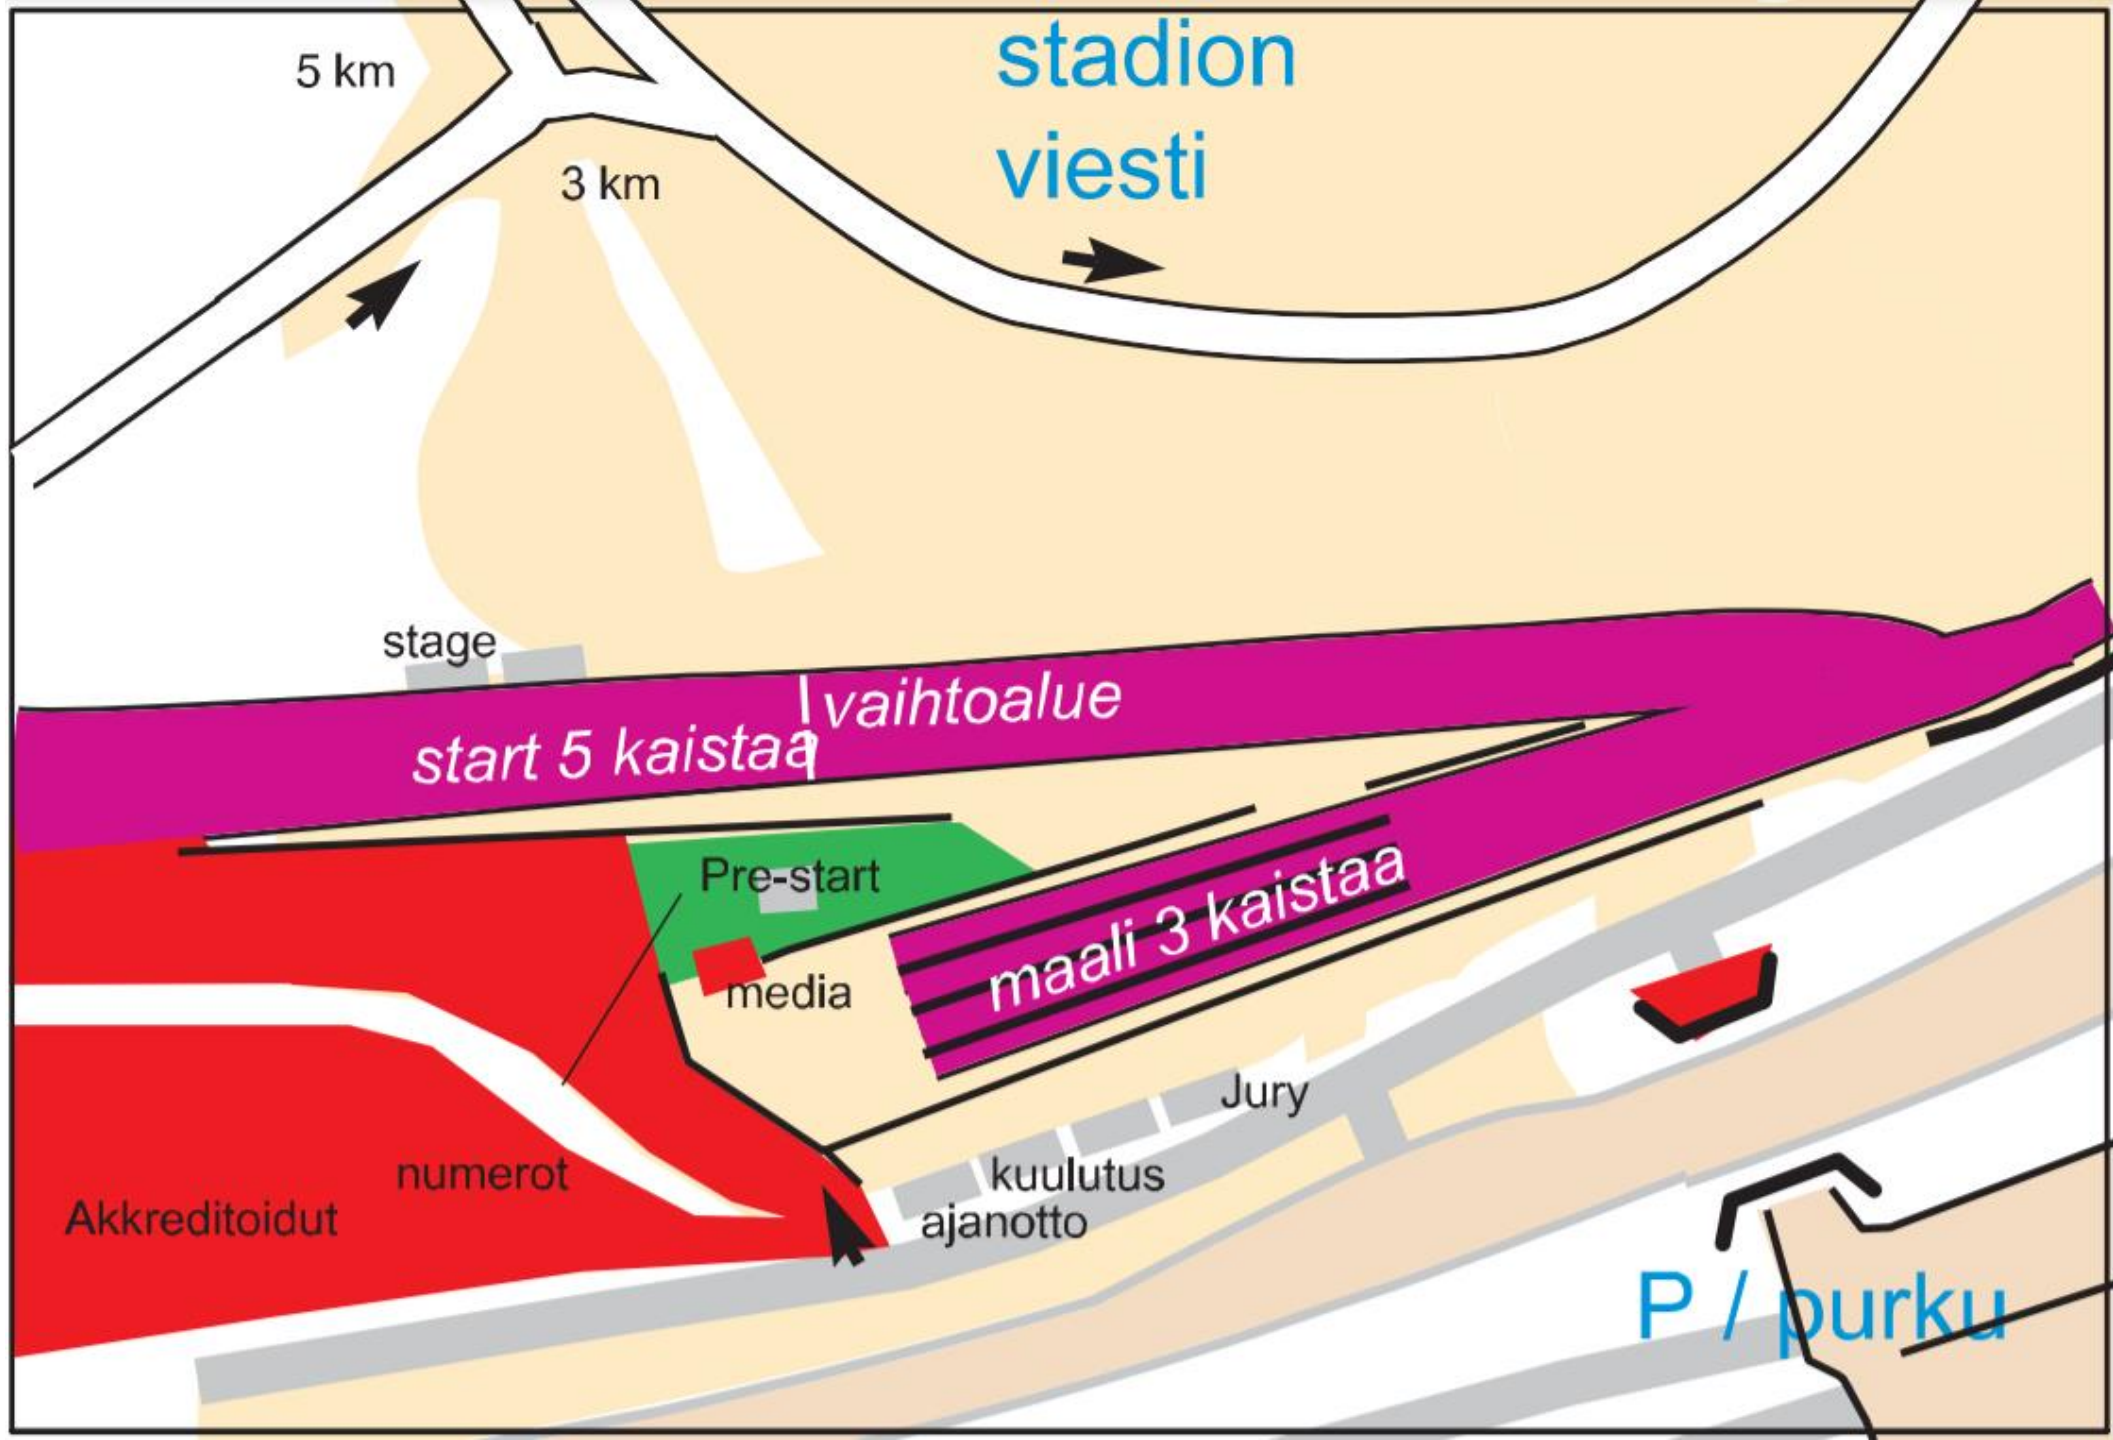 stadion
5 km
viesti
3 km
stage
vaihtoalue
start 5 kaistaa
Pre-start
maali 3 kaistaa
media
Jury
numerot
kuulutus
Akkreditoidut
ajanotto
P / purku